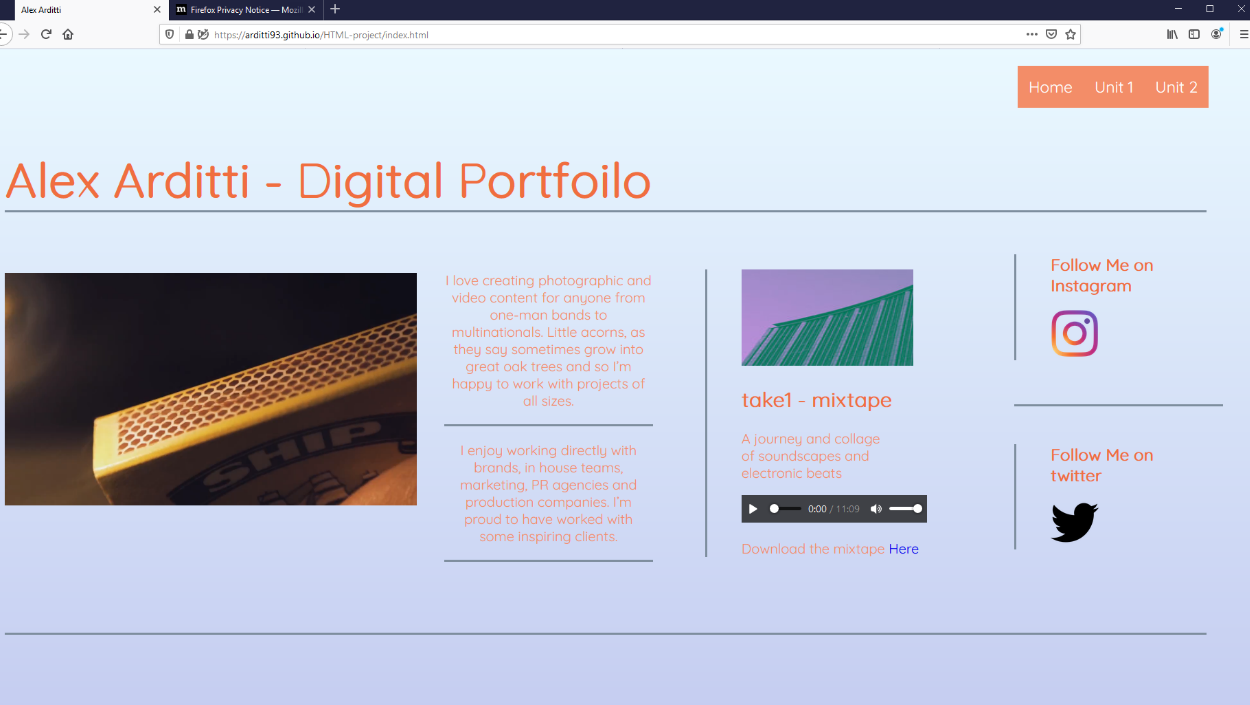 Alex Arditti
m Firefox Privacy Notice — Mozil
https://arditti93.github.io/HTML-project/index.html
Home Unit 1 Unit 2
Alex Arditti - Digital Portfoilo
SHIP
I love creating photographic and
video content for anyone from
one-man bands to
multinationals. Little acorns, as
they say sometimes grow into
great oak trees and so I'm
happy to work with projects of
all sizes.
I enjoy working directly with
brands, in house teams,
marketing, PR agencies and
production companies. I'm
proud to have worked with
some inspiring clients.
take1 - mixtape
A journey and collage
of soundscapes and
electronic beats
0:00 / 11:09
Download the mixtape Here
Follow Me on
Instagram
Follow Me on
twitter